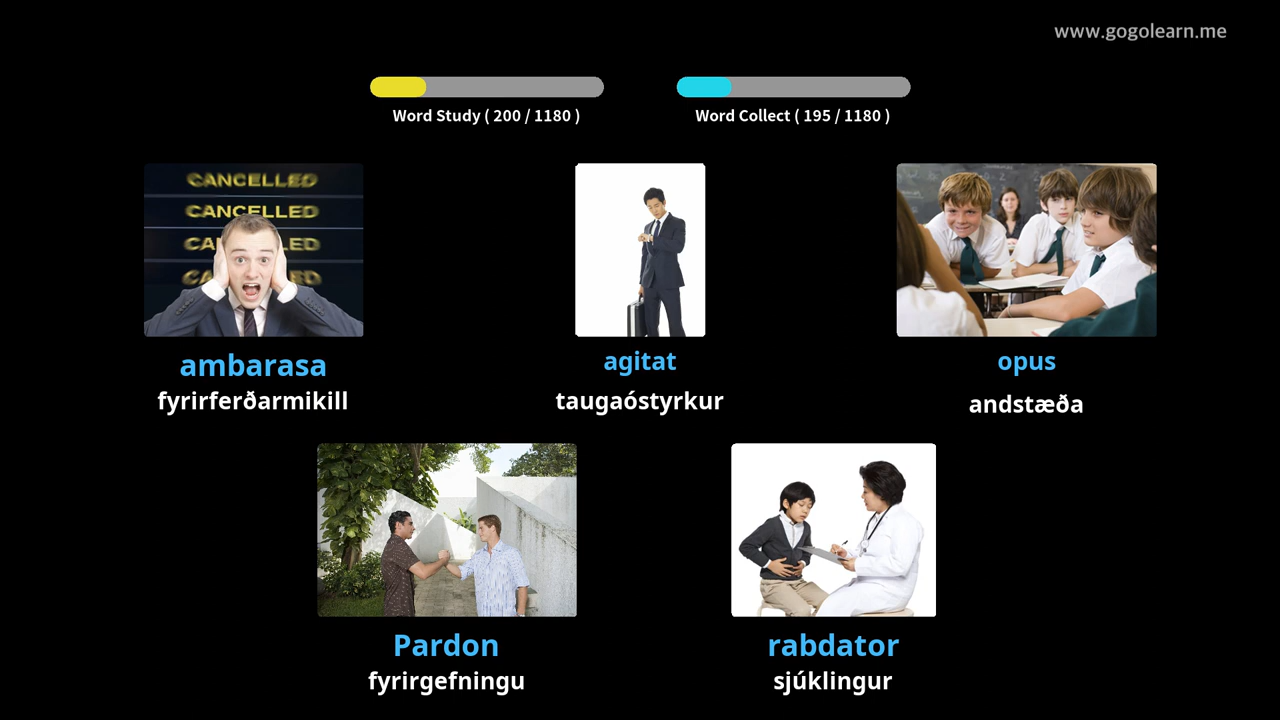 www.gogolearn.me
Word Study ( 200 / 1180 )
Word Collect ( 195 / 1180 )
CANCELLED
CANCELLED
ambarasa
fyrirferðarmikill
agitat
taugaóstyrkur
opus
andstæða
Pardon
fyrirgefningu
rabdator
sjúklingur